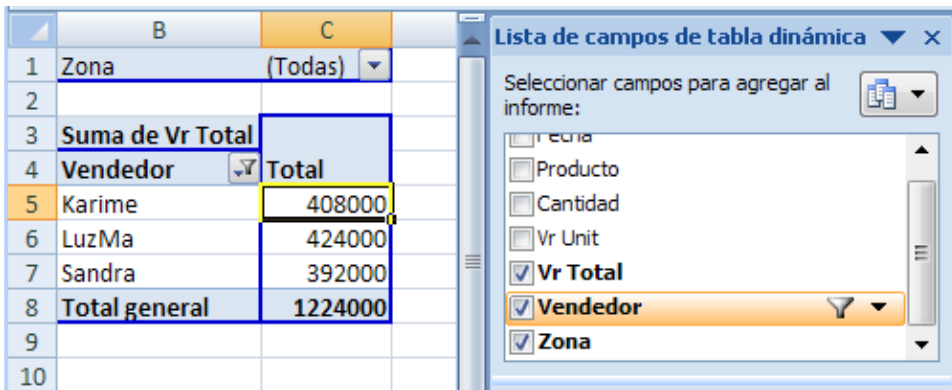 B C
1 Zona (Todas)
2
3 Suma de Vr Total
4 Vendedor Total
5 Karime 408000
6 LuzMa 424000
7 Sandra 392000
8 Total general 1224000
9
10
Lista de campos de tabla dinámica
Seleccionar campos para agregar al
informe:
Fecha
Producto
Cantidad
Vr Unit
Vr Total
Vendedor
Zona